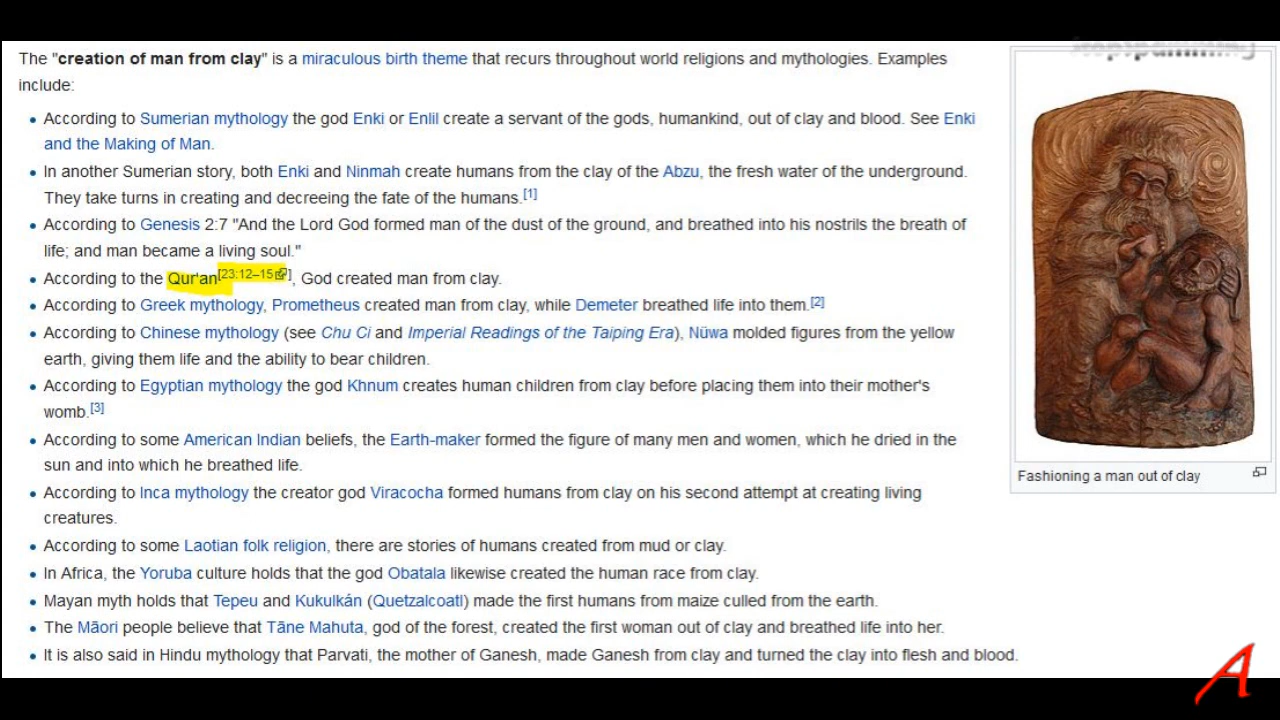 The "creation of man from clay" is a miraculous birth theme that recurs throughout world religions and mythologies. Examples
include:
According to Sumerian mythology the god Enki or Enlil create a servant of the gods, humankind, out of clay and blood. See Enki
and the Making of Man.
In another Sumerian story, both Enki and Ninmah create humans from the clay of the Abzu, the fresh water of the underground.
They take turns in creating and decreeing the fate of the humans.[1]
According to Genesis 2:7 "And the Lord God formed man of the dust of the ground, and breathed into his nostrils the breath of
life; and man became a living soul."
According to the Qur'an[23:12–15], God created man from clay.
According to Greek mythology, Prometheus created man from clay, while Demeter breathed life into them.[2]
According to Chinese mythology (see Chu Ci and Imperial Readings of the Taiping Era), Nüwa molded figures from the yellow
earth, giving them life and the ability to bear children.
According to Egyptian mythology the god Khnum creates human children from clay before placing them into their mother's
womb.[3]
According to some American Indian beliefs, the Earth-maker formed the figure of many men and women, which he dried in the
sun and into which he breathed life.
According to Inca mythology the creator god Viracocha formed humans from clay on his second attempt at creating living
creatures.
According to some Laotian folk religion, there are stories of humans created from mud or clay.
In Africa, the Yoruba culture holds that the god Obatala likewise created the human race from clay.
Mayan myth holds that Tepeu and Kukulkán (Quetzalcoatl) made the first humans from maize culled from the earth.
The Māori people believe that Tāne Mahuta, god of the forest, created the first woman out of clay and breathed life into her.
It is also said in Hindu mythology that Parvati, the mother of Ganesh, made Ganesh from clay and turned the clay into flesh and blood.
Fashioning a man out of clay
A